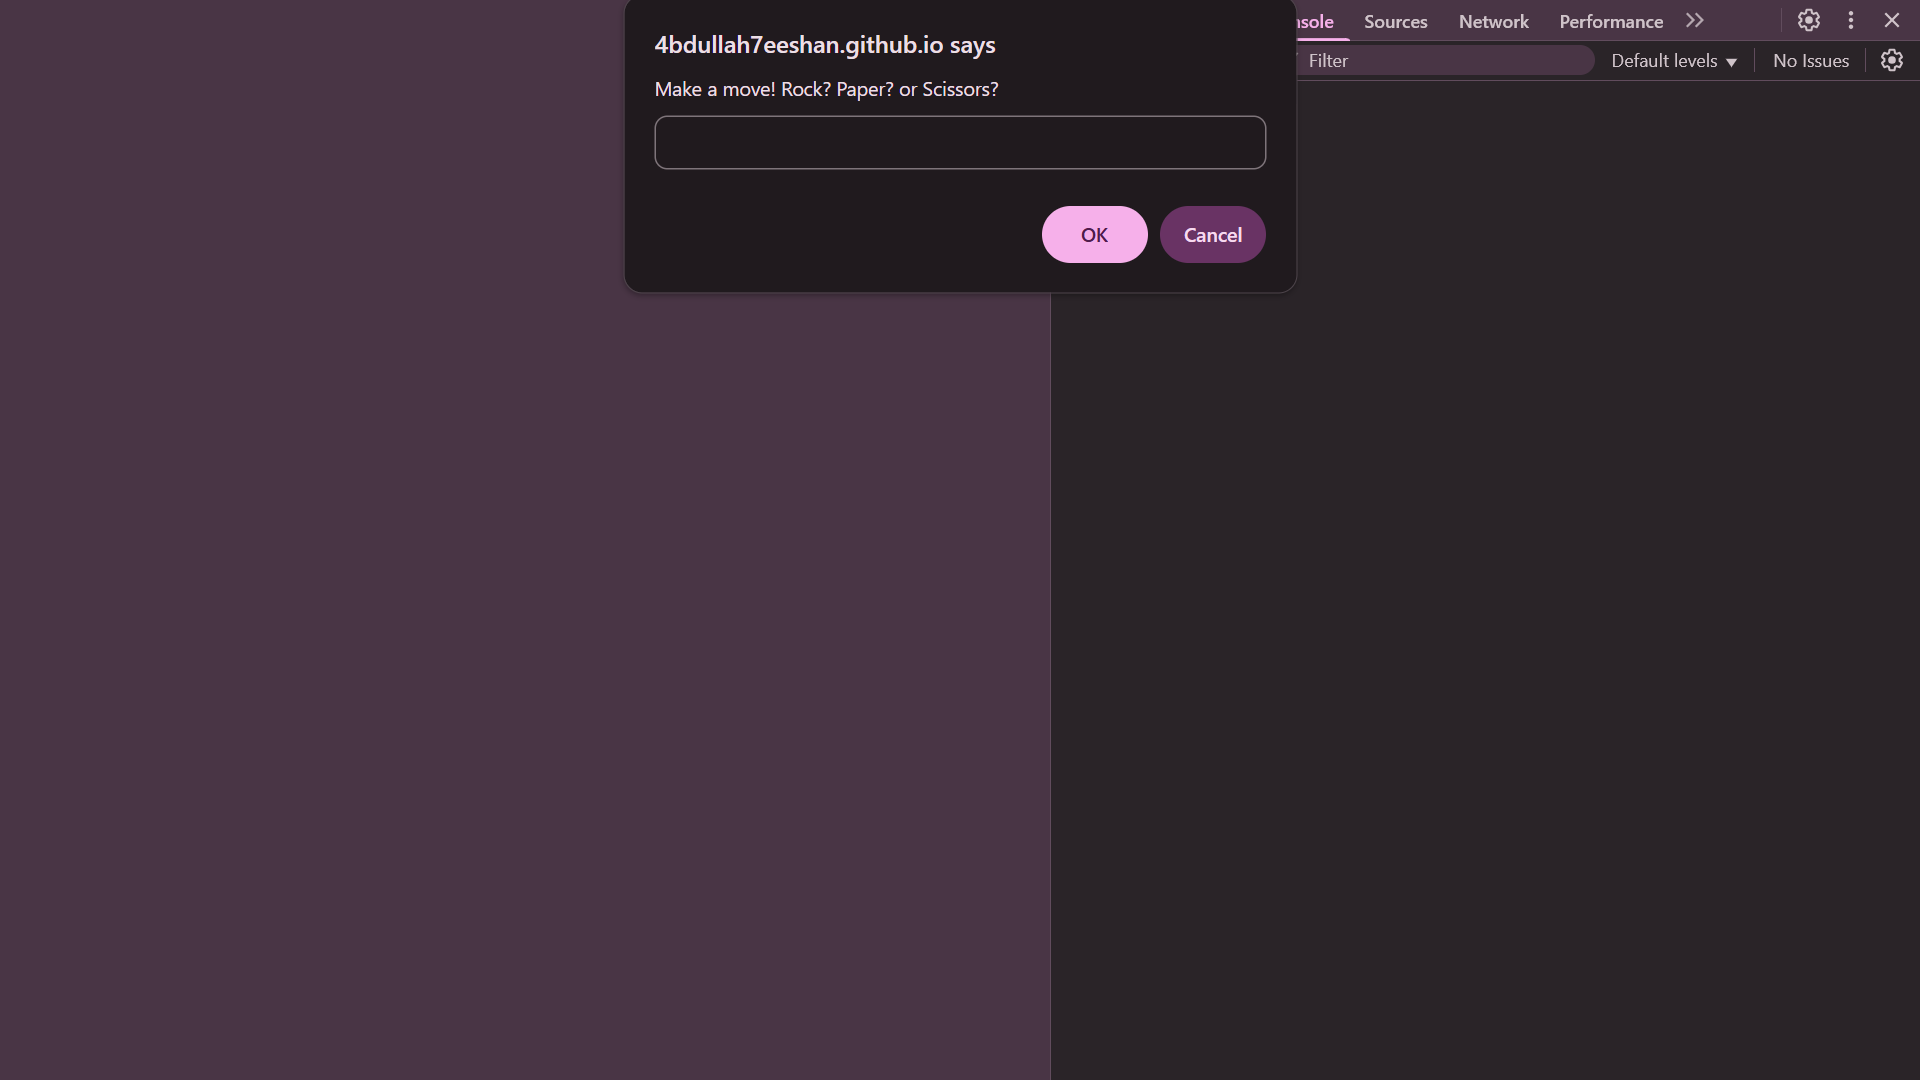 4bdullah7eeshan.github.io says
Make a move! Rock? Paper? or Scissors?
OK
Cancel
Sources
Network
Performance
Filter
Default levels
No Issues